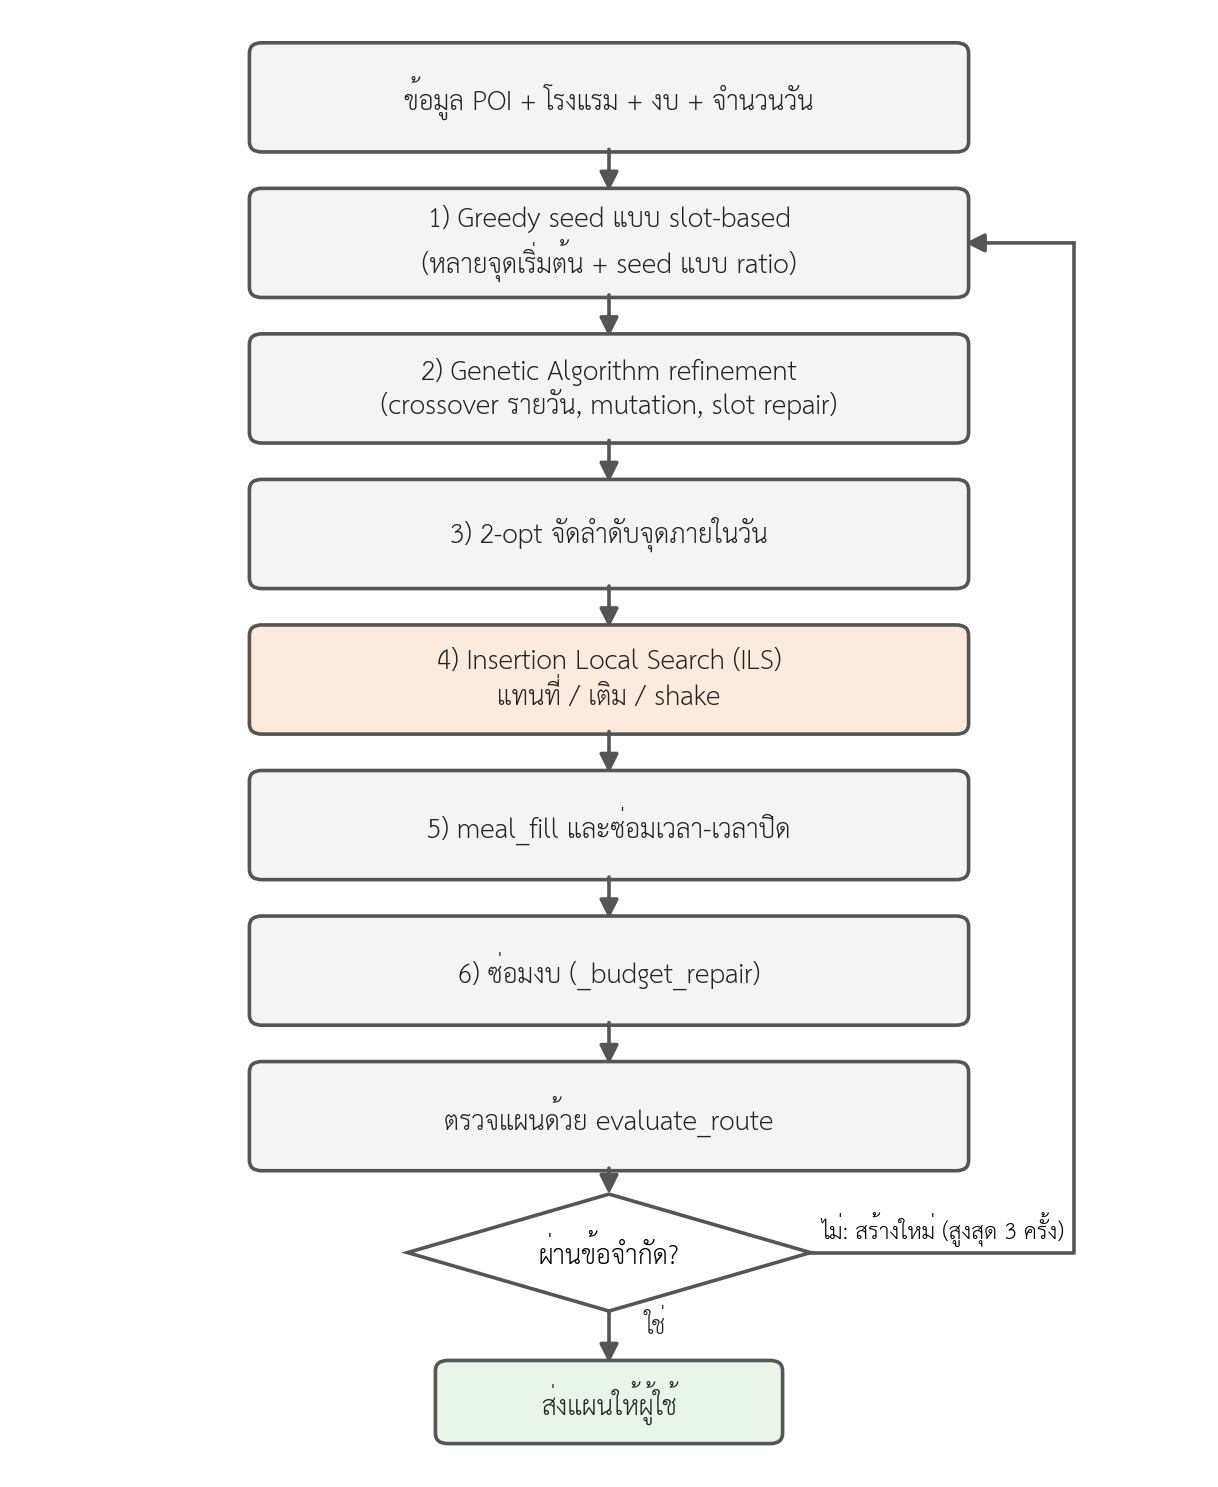 ข้อมูล POI + โรงแรม + งบ + จำนวนวัน
1) Greedy seed แบบ slot-based
(หลายจุดเริ่มต้น + seed แบบ ratio)
2) Genetic Algorithm refinement
(crossover รายวัน, mutation, slot repair)
3) 2-opt จัดลำดับจุดภายในวัน
4) Insertion Local Search (ILS)
แทนที่ / เติม / shake
5) meal_fill และซ่อมเวลา-เวลาปิด
6) ซ่อมงบ (_budget_repair)
ตรวจแผนด้วย evaluate_route
ไม่: สร้างใหม่ (สูงสุด 3 ครั้ง)
ผ่านข้อจำกัด?
ใช่
ส่งแผนให้ผู้ใช้